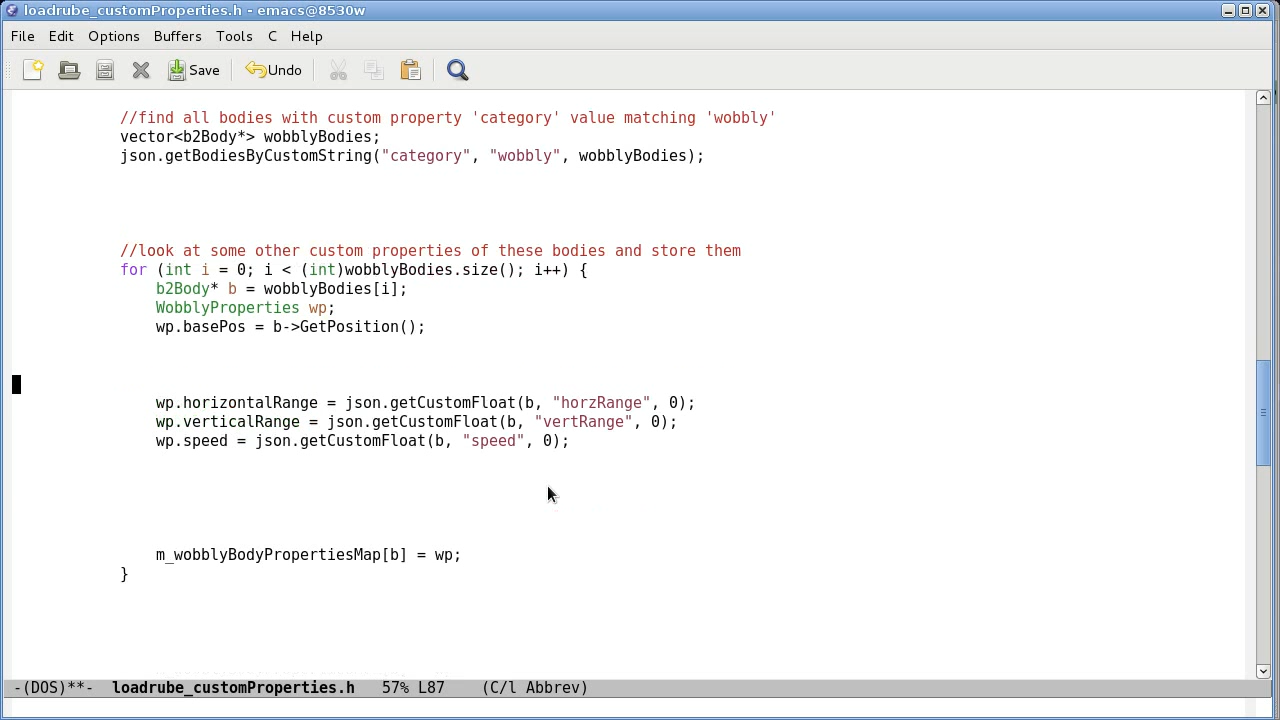 loadrube_customProperties.h - emacs@8530w
File Edit Options Buffers Tools C Help
Save Undo
//find all bodies with custom property 'category' value matching 'wobbly'
vector<b2Body*> wobblyBodies;
json.getBodiesByCustomString("category", "wobbly", wobblyBodies);
//look at some other custom properties of these bodies and store them
for (int i = 0; i < (int)wobblyBodies.size(); i++) {
b2Body* b = wobblyBodies[i];
WobblyProperties wp;
wp.basePos = b->GetPosition();
wp.horizontalRange = json.getCustomFloat(b, "horzRange", 0);
wp.verticalRange = json.getCustomFloat(b, "vertRange", 0);
wp.speed = json.getCustomFloat(b, "speed", 0);
m_wobblyBodyPropertiesMap[b] = wp;
}
-(DOS)**- loadrube_customProperties.h 57% L87 (C/l Abbrev)